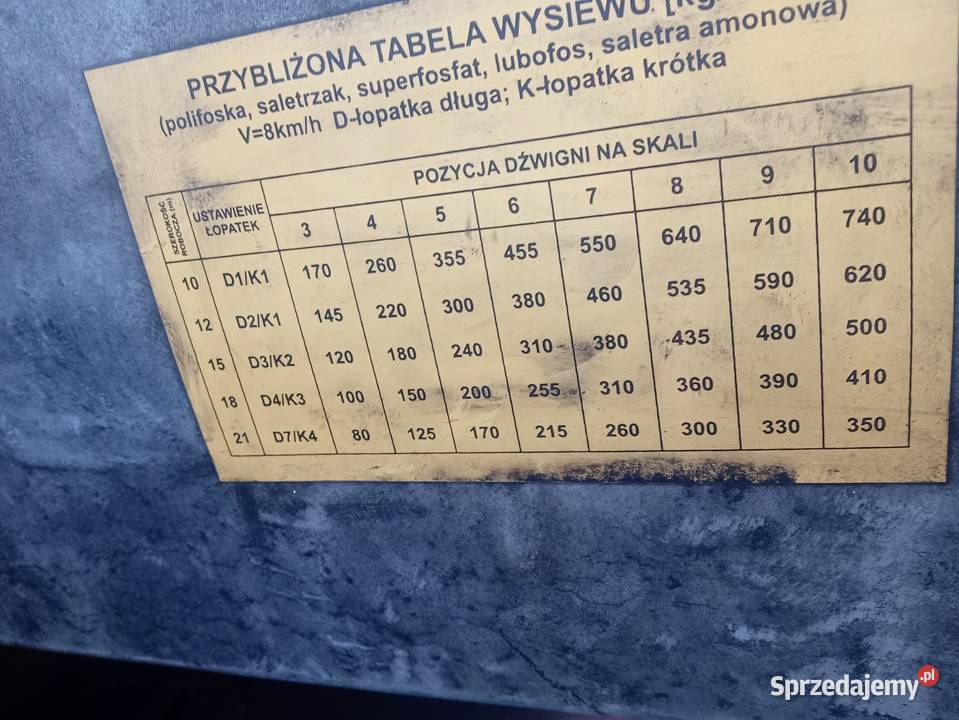 PRZYBLIŻONA TABELA WYSIEWU [kg
(polifoska, saletrzak, superfosfat, lubofos, saletra amonowa)
V=8km/h D-łopatka długa; K-łopatka krótka
SZEROKOŚĆ ROBOCZA (m) USTAWIENIE ŁOPATEK POZYCJA DŹWIGNI NA SKALI
3 4 5 6 7 8 9 10
10 D1/K1 170 260 355 455 550 640 710 740
12 D2/K1 145 220 300 380 460 535 590 620
15 D3/K2 120 180 240 310 380 435 480 500
18 D4/K3 100 150 200 255 310 360 390 410
21 D7/K4 80 125 170 215 260 300 330 350
Sprzedajemy.pl